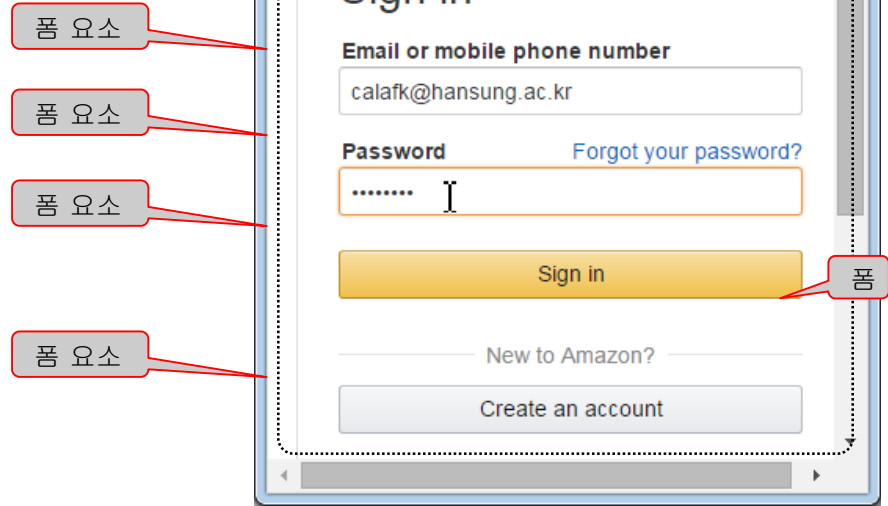 폼 요소
Sign in
Email or mobile phone number
calafk@hansung.ac.kr
폼 요소
Password Forgot your password?
••••••••
폼 요소
Sign in
폼
폼 요소
New to Amazon?
Create an account